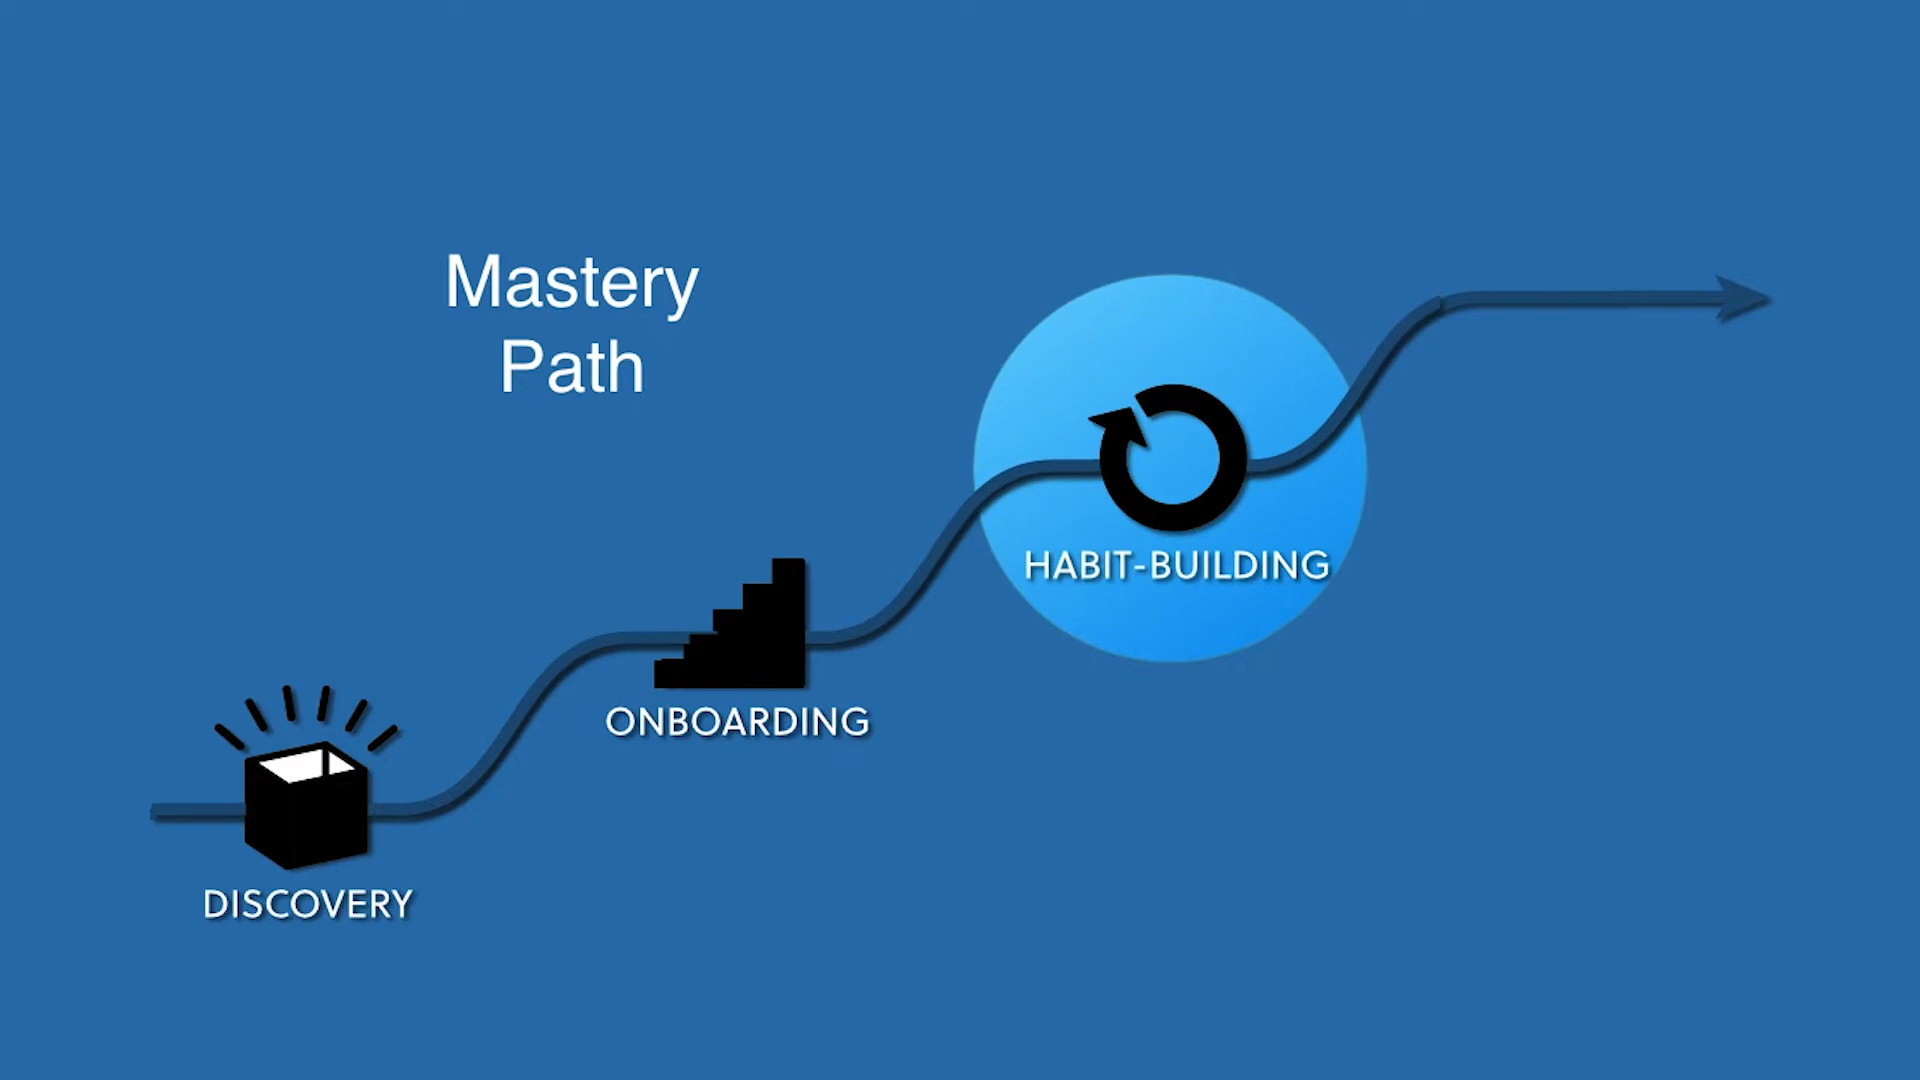 Mastery
Path
HABIT-BUILDING
ONBOARDING
DISCOVERY